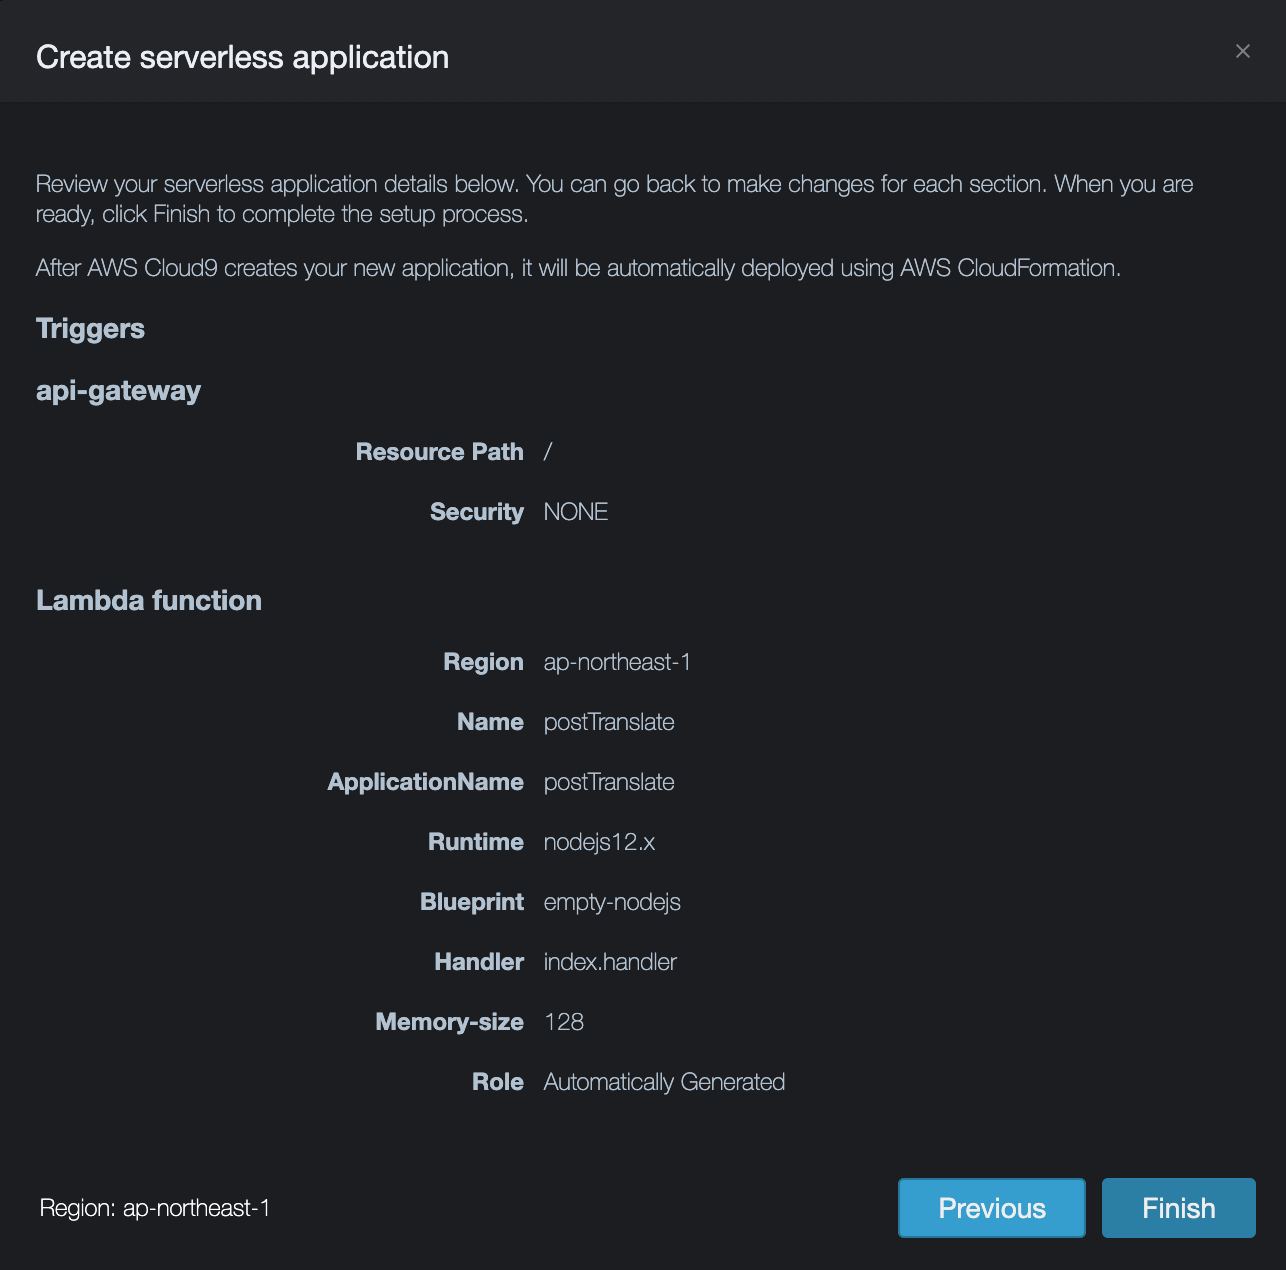 Create serverless application
×
Review your serverless application details below. You can go back to make changes for each section. When you are
ready, click Finish to complete the setup process.
After AWS Cloud9 creates your new application, it will be automatically deployed using AWS CloudFormation.
Triggers
api-gateway
Resource Path /
Security NONE
Lambda function
Region ap-northeast-1
Name postTranslate
ApplicationName postTranslate
Runtime nodejs12.x
Blueprint empty-nodejs
Handler index.handler
Memory-size 128
Role Automatically Generated
Region: ap-northeast-1
Previous
Finish